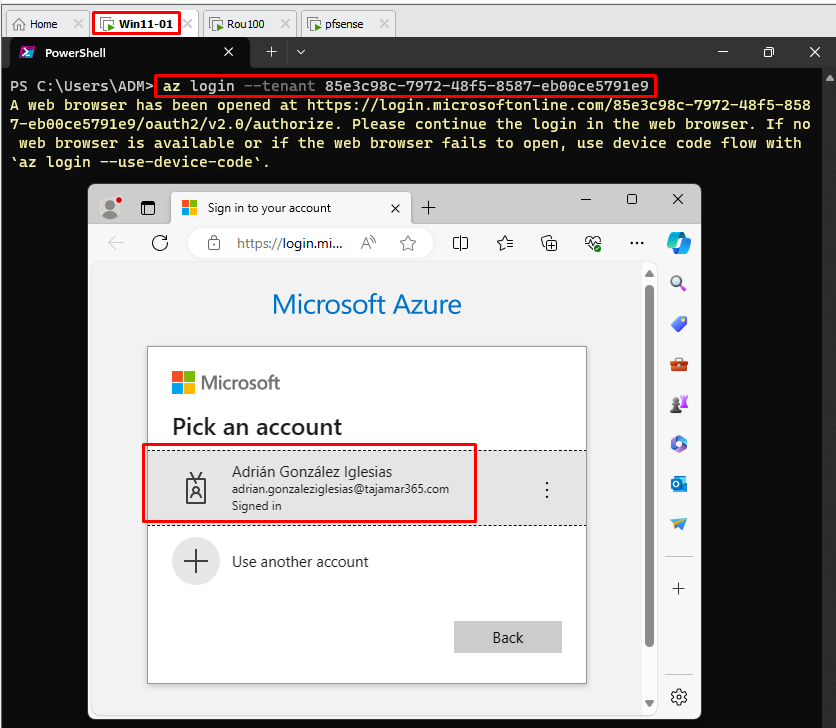 Home Win11-01 Rou100 pfsense
PowerShell
PS C:\Users\ADM> az login --tenant 85e3c98c-7972-48f5-8587-eb00ce5791e9
A web browser has been opened at https://login.microsoftonline.com/85e3c98c-7972-48f5-858
7-eb00ce5791e9/oauth2/v2.0/authorize. Please continue the login in the web browser. If no
web browser is available or if the web browser fails to open, use device code flow with
`az login --use-device-code`.
Sign in to your account
https://login.mi...
Microsoft Azure
Microsoft
Pick an account
Adrián González Iglesias
adrian.gonzaleziglesias@tajamar365.com
Signed in
Use another account
Back